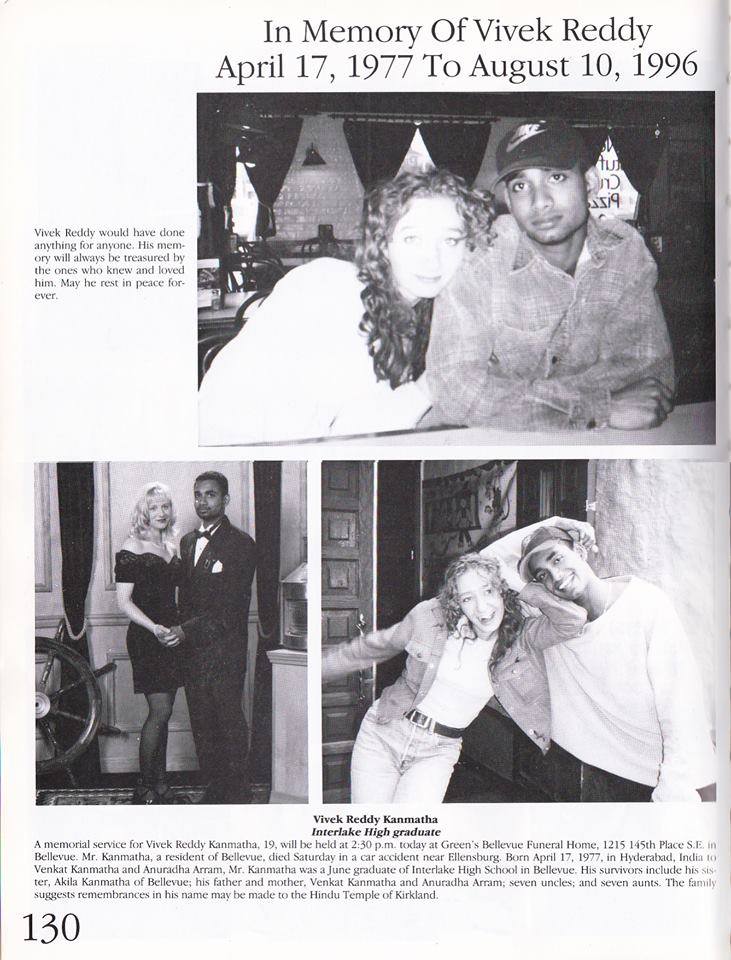 In Memory Of Vivek Reddy
April 17, 1977 To August 10, 1996
Vivek Reddy would have done
anything for anyone. His mem-
ory will always be treasured by
the ones who knew and loved
him. May he rest in peace for-
ever.
Vivek Reddy Kanmatha
Interlake High graduate
A memorial service for Vivek Reddy Kanmatha, 19, will be held at 2:30 p.m. today at Green's Bellevue Funeral Home, 1215 145th Place S.E. in
Bellevue. Mr. Kanmatha, a resident of Bellevue, died Saturday in a car accident near Ellensburg. Born April 17, 1977, in Hyderabad, India to
Venkat Kanmatha and Anuradha Arram, Mr. Kanmatha was a June graduate of Interlake High School in Bellevue. His survivors include his sis-
ter, Akila Kanmatha of Bellevue; his father and mother, Venkat Kanmatha and Anuradha Arram; seven uncles; and seven aunts. The family
suggests remembrances in his name may be made to the Hindu Temple of Kirkland.
130